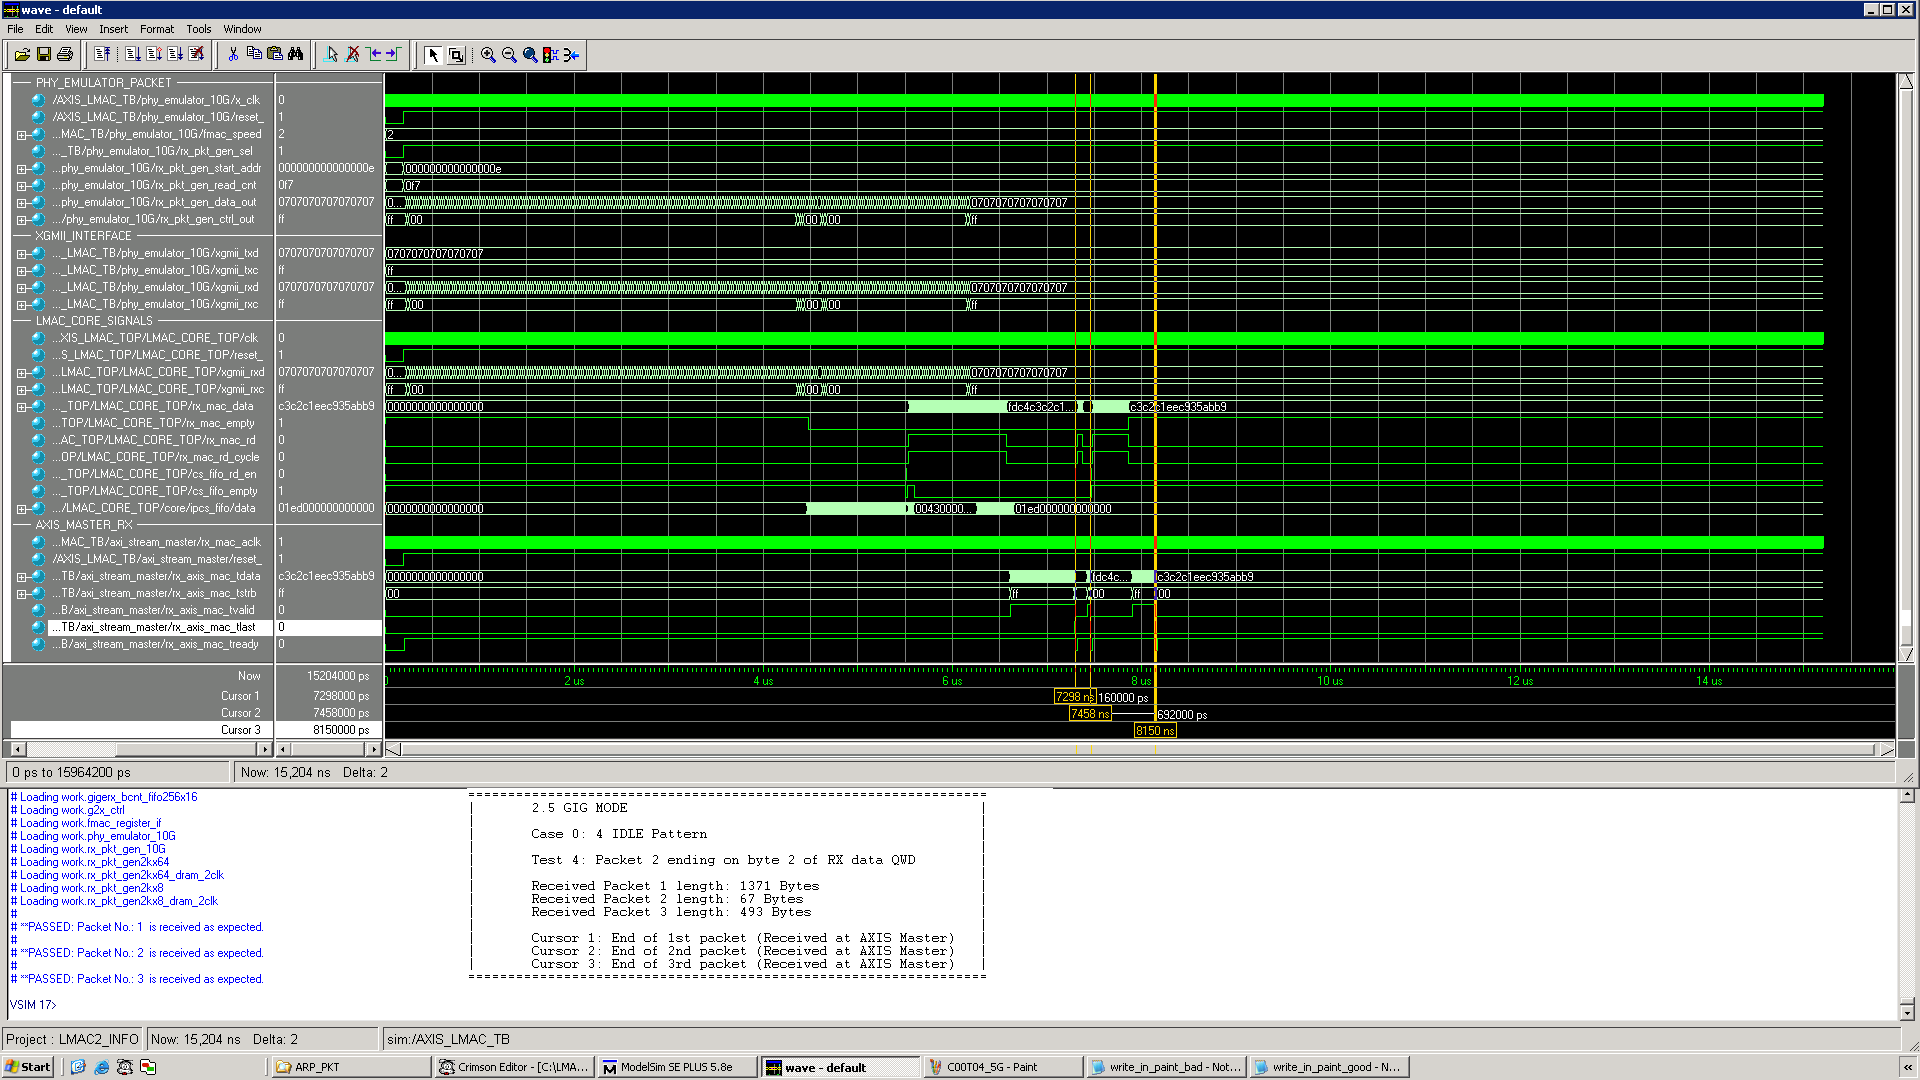 wave - default
File Edit View Insert Format Tools Window
PHY_EMULATOR_PACKET
/AXIS_LMAC_TB/phy_emulator_10G/x_clk 0
/AXIS_LMAC_TB/phy_emulator_10G/reset_ 1
...MAC_TB/phy_emulator_10G/fmac_speed 2 2
..._TB/phy_emulator_10G/rx_pkt_gen_sel 1
...phy_emulator_10G/rx_pkt_gen_start_addr 000000000000000e 000000000000000e
...phy_emulator_10G/rx_pkt_gen_read_cnt 0f7 0f7
...phy_emulator_10G/rx_pkt_gen_data_out 0707070707070707 0... 0707070707070707
.../phy_emulator_10G/rx_pkt_gen_ctrl_out ff ff 00 00 00 ff
XGMII_INTERFACE
..._LMAC_TB/phy_emulator_10G/xgmii_txd 0707070707070707 0707070707070707
..._LMAC_TB/phy_emulator_10G/xgmii_txc ff ff
..._LMAC_TB/phy_emulator_10G/xgmii_rxd 0707070707070707 0... 0707070707070707
..._LMAC_TB/phy_emulator_10G/xgmii_rxc ff ff 00 00 00 ff
LMAC_CORE_SIGNALS
...XIS_LMAC_TOP/LMAC_CORE_TOP/clk 0
...S_LMAC_TOP/LMAC_CORE_TOP/reset_ 1
...LMAC_TOP/LMAC_CORE_TOP/xgmii_rxd 0707070707070707 0... 0707070707070707
...LMAC_TOP/LMAC_CORE_TOP/xgmii_rxc ff ff 00 00 00 ff
..._TOP/LMAC_CORE_TOP/rx_mac_data c3c2c1eec935abb9 0000000000000000 fdc4c3c2c1... c3c2c1eec935abb9
...TOP/LMAC_CORE_TOP/rx_mac_empty 1
...AC_TOP/LMAC_CORE_TOP/rx_mac_rd 0
...OP/LMAC_CORE_TOP/rx_mac_rd_cycle 0
..._TOP/LMAC_CORE_TOP/cs_fifo_rd_en 0
..._TOP/LMAC_CORE_TOP/cs_fifo_empty 1
.../LMAC_CORE_TOP/core/ipcs_fifo/data 01ed000000000000 0000000000000000 00430000... 01ed000000000000
AXIS_MASTER_RX
...MAC_TB/axi_stream_master/rx_mac_aclk 1
/AXIS_LMAC_TB/axi_stream_master/reset_ 1
...TB/axi_stream_master/rx_axis_mac_tdata c3c2c1eec935abb9 0000000000000000 fdc4c... c3c2c1eec935abb9
...TB/axi_stream_master/rx_axis_mac_tstrb ff 00 ff 00 ff 00
...B/axi_stream_master/rx_axis_mac_tvalid 0
...TB/axi_stream_master/rx_axis_mac_tlast 0
...B/axi_stream_master/rx_axis_mac_tready 0
Now 15204000 ps 2 us 4 us 6 us 8 us 10 us 12 us 14 us
Cursor 1 7298000 ps 7298 ns 160000 ps
Cursor 2 7458000 ps 7458 ns 692000 ps
Cursor 3 8150000 ps 8150 ns
0 ps to 15964200 ps Now: 15,204 ns Delta: 2
# Loading work.gigerx_bcnt_fifo256x16
# Loading work.g2x_ctrl
# Loading work.fmac_register_if
# Loading work.phy_emulator_10G
# Loading work.rx_pkt_gen_10G
# Loading work.rx_pkt_gen2kx64
# Loading work.rx_pkt_gen2kx64_dram_2clk
# Loading work.rx_pkt_gen2kx8
# Loading work.rx_pkt_gen2kx8_dram_2clk
#
# **PASSED: Packet No.: 1 is received as expected.
#
# **PASSED: Packet No.: 2 is received as expected.
#
# **PASSED: Packet No.: 3 is received as expected.
VSIM 17>
2.5 GIG MODE
Case 0: 4 IDLE Pattern
Test 4: Packet 2 ending on byte 2 of RX data QWD
Received Packet 1 length: 1371 Bytes
Received Packet 2 length: 67 Bytes
Received Packet 3 length: 493 Bytes
Cursor 1: End of 1st packet (Received at AXIS Master)
Cursor 2: End of 2nd packet (Received at AXIS Master)
Cursor 3: End of 3rd packet (Received at AXIS Master)
Project : LMAC2_INFO Now: 15,204 ns Delta: 2 sim:/AXIS_LMAC_TB
Start ARP_PKT Crimson Editor - [C:\LMA... ModelSim SE PLUS 5.8e wave - default C00T04_5G - Paint write_in_paint_bad - Not... write_in_paint_good - N...